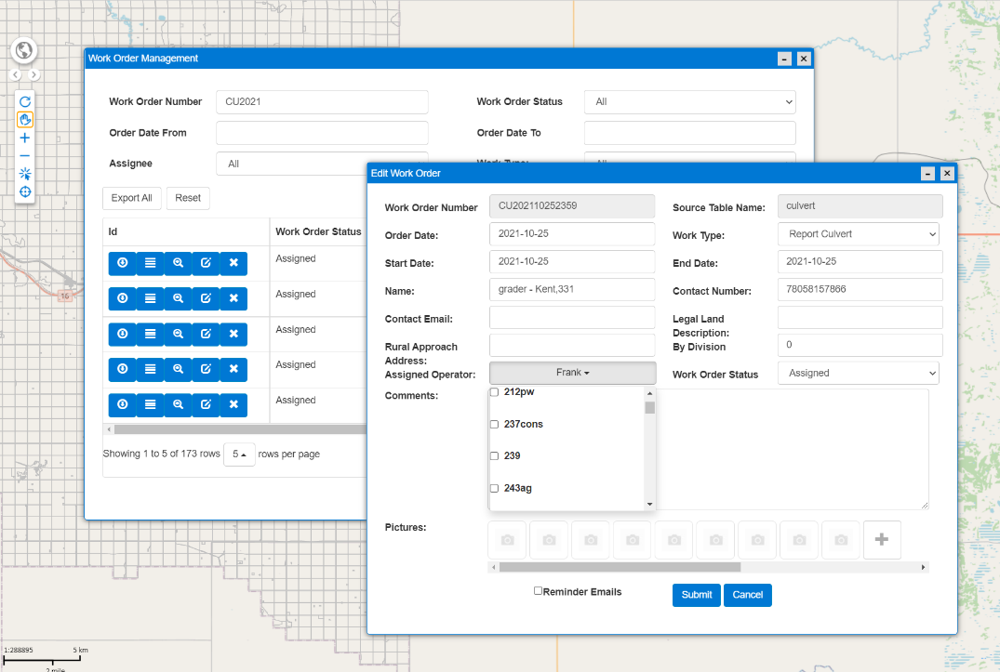 Work Order Management
Work Order Number CU2021 Work Order Status All
Order Date From Order Date To
Assignee All
Export All Reset
Id Work Order Status
Assigned
Assigned
Assigned
Assigned
Assigned
Showing 1 to 5 of 173 rows 5 rows per page
Edit Work Order
Work Order Number CU202110252359 Source Table Name: culvert
Order Date: 2021-10-25 Work Type: Report Culvert
Start Date: 2021-10-25 End Date: 2021-10-25
Name: grader - Kent,331 Contact Number: 78058157866
Contact Email: Legal Land
Description:
Rural Approach By Division 0
Address:
Assigned Operator: Frank Work Order Status Assigned
Comments: 212pw
237cons
239
243ag
Pictures:
Reminder Emails Submit Cancel
16
1:288895 5 km
2 mile